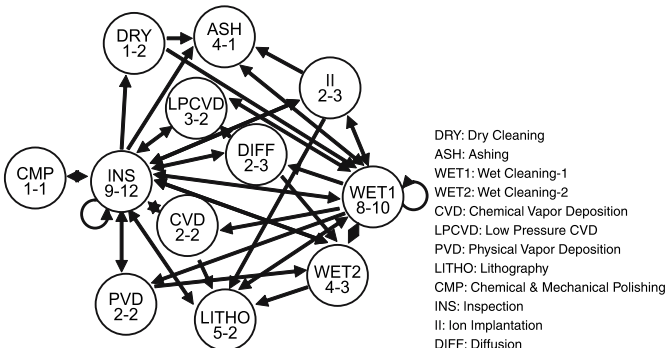 DRY
1-2
ASH
4-1
II
2-3
LPCVD
3-2
DIFF
2-3
CMP
1-1
INS
9-12
WET1
8-10
CVD
2-2
WET2
4-3
PVD
2-2
LITHO
5-2
DRY: Dry Cleaning
ASH: Ashing
WET1: Wet Cleaning-1
WET2: Wet Cleaning-2
CVD: Chemical Vapor Deposition
LPCVD: Low Pressure CVD
PVD: Physical Vapor Deposition
LITHO: Lithography
CMP: Chemical & Mechanical Polishing
INS: Inspection
II: Ion Implantation
DIFF: Diffusion